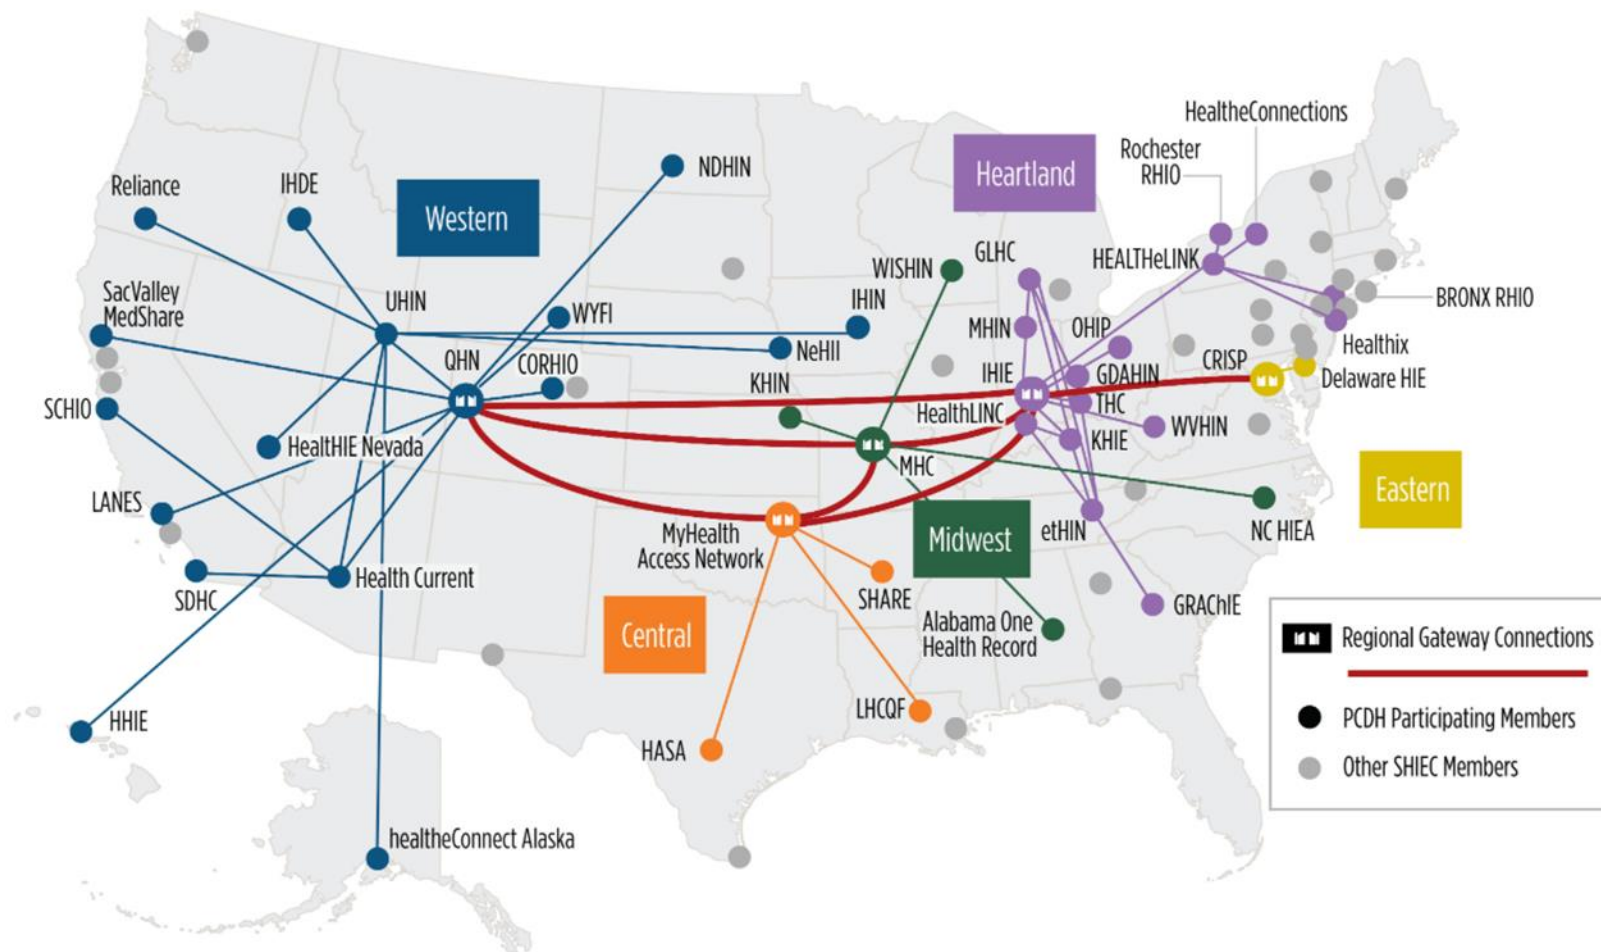 HealtheConnections
Rochester
RHIO
Heartland
NDHIN
Reliance
IHDE
Western
GLHC
HEALTHeLINK
WISHIN
SacValley
MedShare
UHIN
WYFI
IHIN
BRONX RHIO
MHIN
OHIP
NeHII
Healthix
QHN
CORHIO
KHIN
IHIE
GDAHIN
CRISP
Delaware HIE
SCHIO
HealthLINC
THC
HealtHIE Nevada
KHIE
WVHIN
MHC
LANES
Eastern
MyHealth
Access Network
Midwest
etHIN
NC HIEA
Health Current
SDHC
SHARE
GRAChIE
Central
Alabama One
Health Record
Regional Gateway Connections
HHIE
LHCQF
PCDH Participating Members
HASA
Other SHIEC Members
healtheConnect Alaska